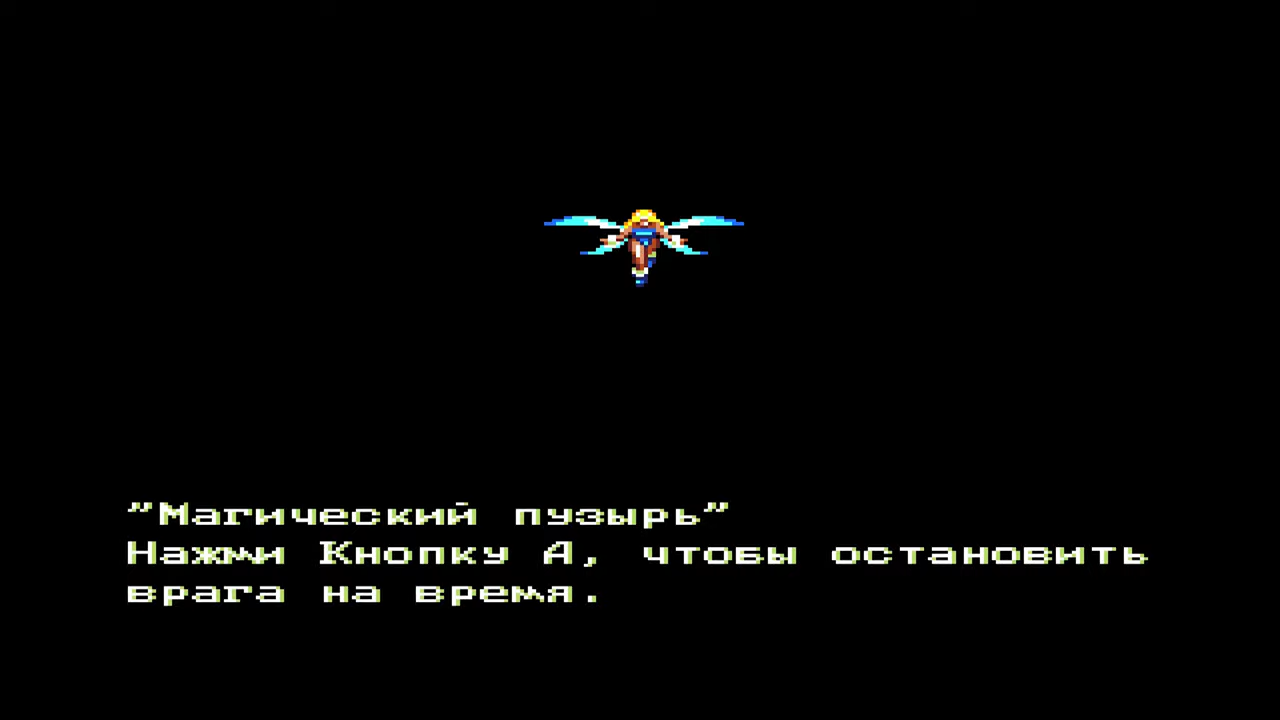 "Магический пузырь"
Нажми Кнопку А, чтобы остановить
врага на время.